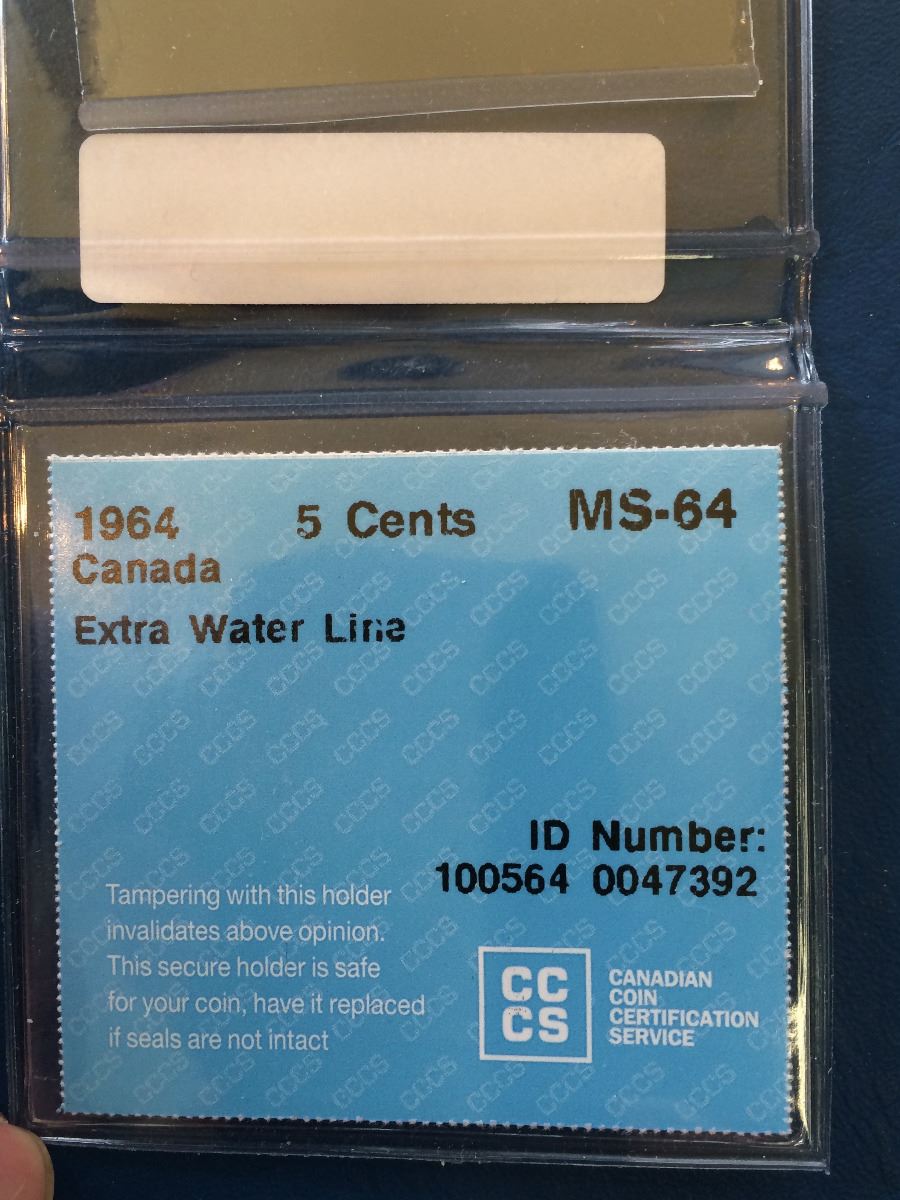 1964 5 Cents MS-64
Canada
Extra Water Line
ID Number:
100564 0047392
Tampering with this holder
invalidates above opinion.
This secure holder is safe
for your coin, have it replaced
if seals are not intact
CC
CS
CANADIAN
COIN
CERTIFICATION
SERVICE